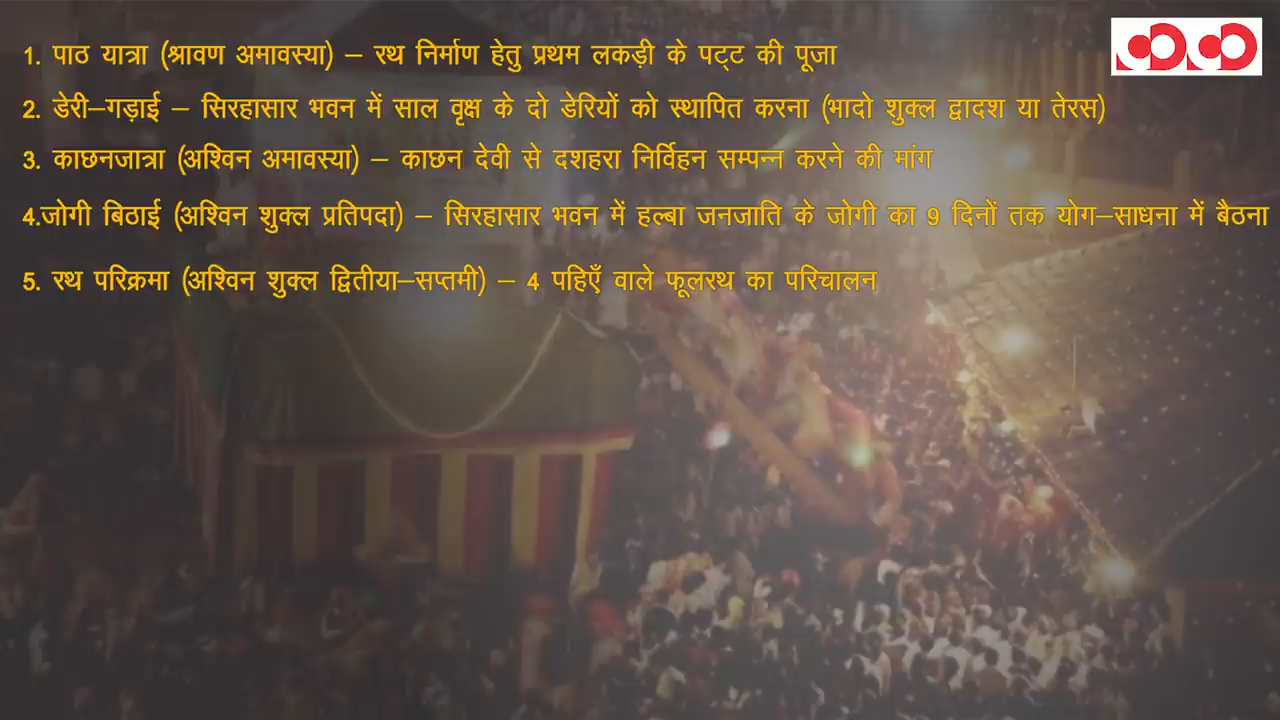 1. पाठ यात्रा (श्रावण अमावस्या) – रथ निर्माण हेतु प्रथम लकड़ी के पट्ट की पूजा
2. डेरी–गड़ाई – सिरहासार भवन में साल वृक्ष के दो डेरियों को स्थापित करना (भादो शुक्ल द्वादश या तेरस)
3. काछनजात्रा (अश्विन अमावस्या) – काछन देवी से दशहरा निर्विहन सम्पन्न करने की मांग
4.जोगी बिठाई (अश्विन शुक्ल प्रतिपदा) – सिरहासार भवन में हल्बा जनजाति के जोगी का 9 दिनों तक योग–साधना में बैठना
5. रथ परिक्रमा (अश्विन शुक्ल द्वितीया–सप्तमी) – 4 पहिएँ वाले फूलरथ का परिचालन